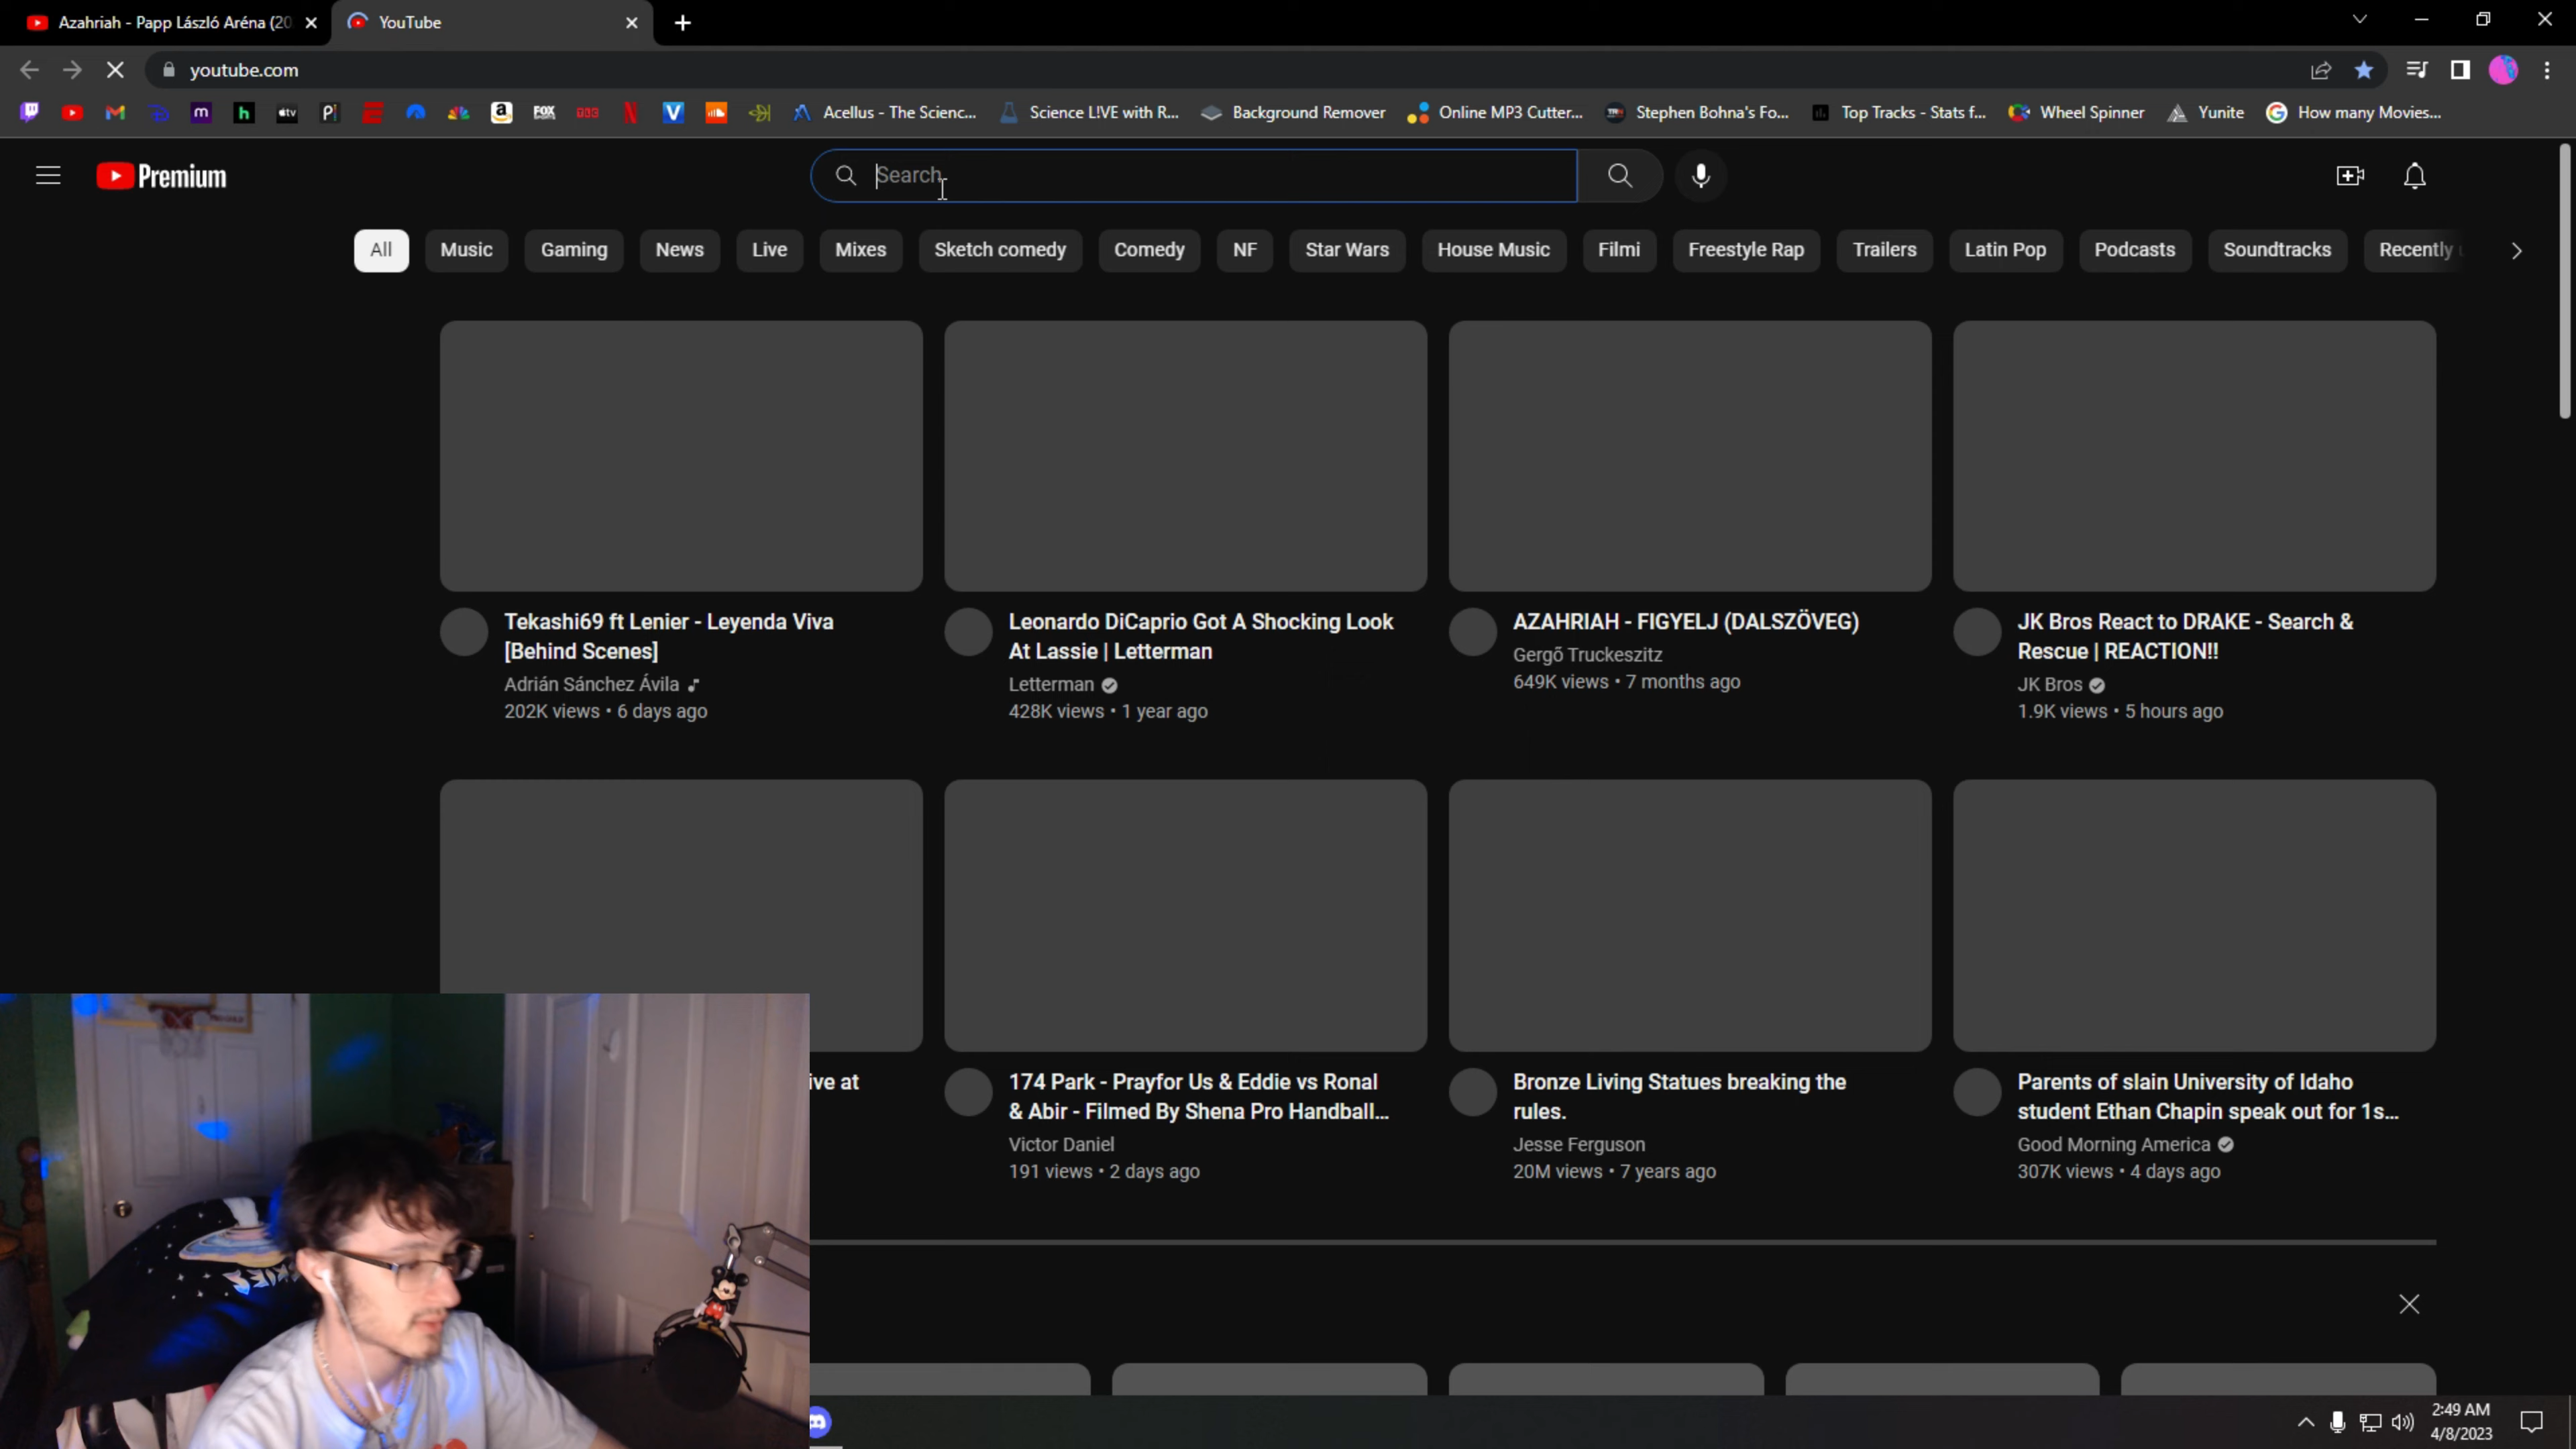 Azahriah - Papp László Aréna (20
YouTube
youtube.com
Acellus - The Scienc...
Science L!VE with R...
Background Remover
Online MP3 Cutter...
Stephen Bohna's Fo...
Top Tracks - Stats f...
Wheel Spinner
Yunite
How many Movies...
Premium
Search
All
Music
Gaming
News
Live
Mixes
Sketch comedy
Comedy
NF
Star Wars
House Music
Filmi
Freestyle Rap
Trailers
Latin Pop
Podcasts
Soundtracks
Recently
Tekashi69 ft Lenier - Leyenda Viva
[Behind Scenes]
Adrián Sánchez Ávila
202K views • 6 days ago
Leonardo DiCaprio Got A Shocking Look
At Lassie | Letterman
Letterman
428K views • 1 year ago
AZAHRIAH - FIGYELJ (DALSZÖVEG)
Gergő Truckeszitz
649K views • 7 months ago
JK Bros React to DRAKE - Search &
Rescue | REACTION!!
JK Bros
1.9K views • 5 hours ago
ive at
174 Park - Prayfor Us & Eddie vs Ronal
& Abir - Filmed By Shena Pro Handball...
Victor Daniel
191 views • 2 days ago
Bronze Living Statues breaking the
rules.
Jesse Ferguson
20M views • 7 years ago
Parents of slain University of Idaho
student Ethan Chapin speak out for 1s...
Good Morning America
307K views • 4 days ago
2:49 AM
4/8/2023